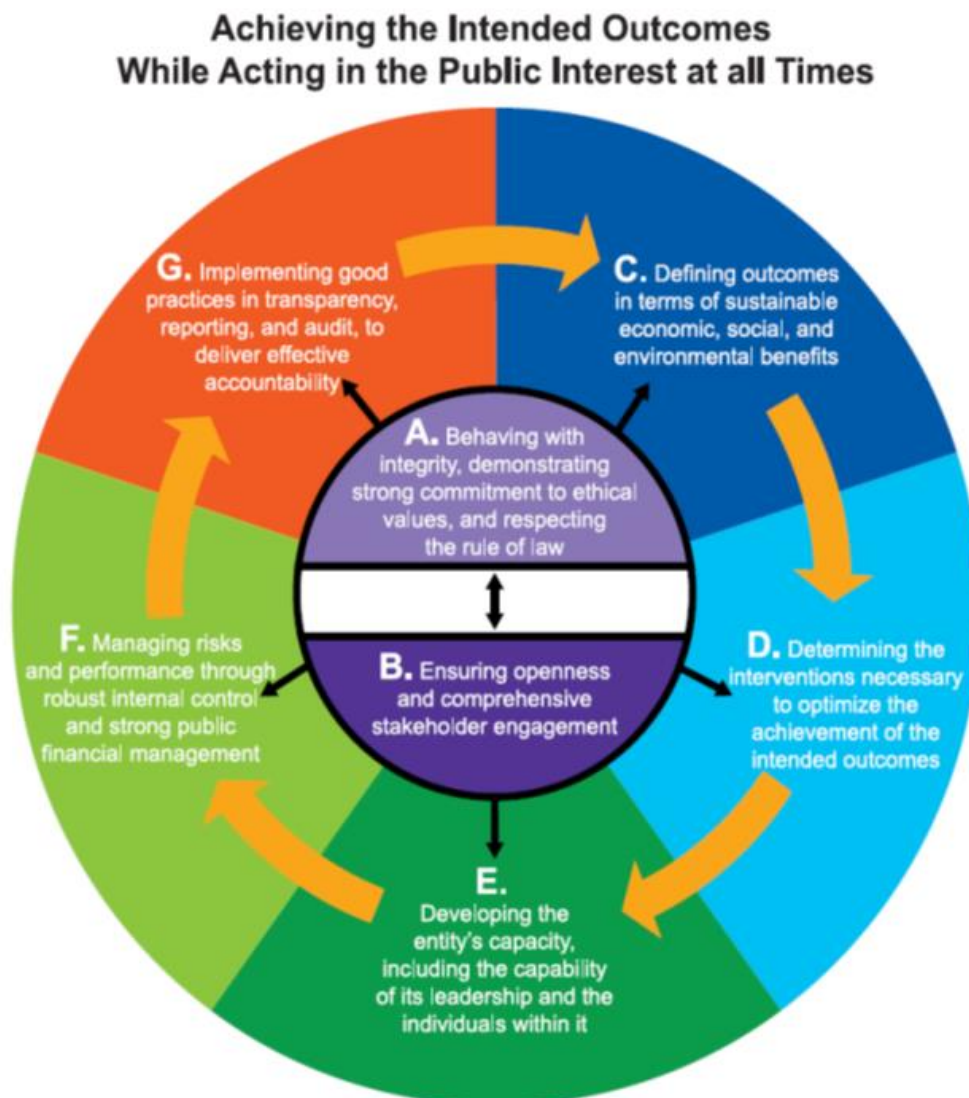 Achieving the Intended Outcomes
While Acting in the Public Interest at all Times
G. Implementing good
practices in transparency,
reporting, and audit, to
deliver effective
accountability
C. Defining outcomes
in terms of sustainable
economic, social, and
environmental benefits
A. Behaving with
integrity, demonstrating
strong commitment to ethical
values, and respecting
the rule of law
B. Ensuring openness
and comprehensive
stakeholder engagement
F. Managing risks
and performance through
robust internal control
and strong public
financial management
D. Determining the
interventions necessary
to optimize the
achievement of the
intended outcomes
E.
Developing the
entity's capacity,
including the capability
of its leadership and the
individuals within it